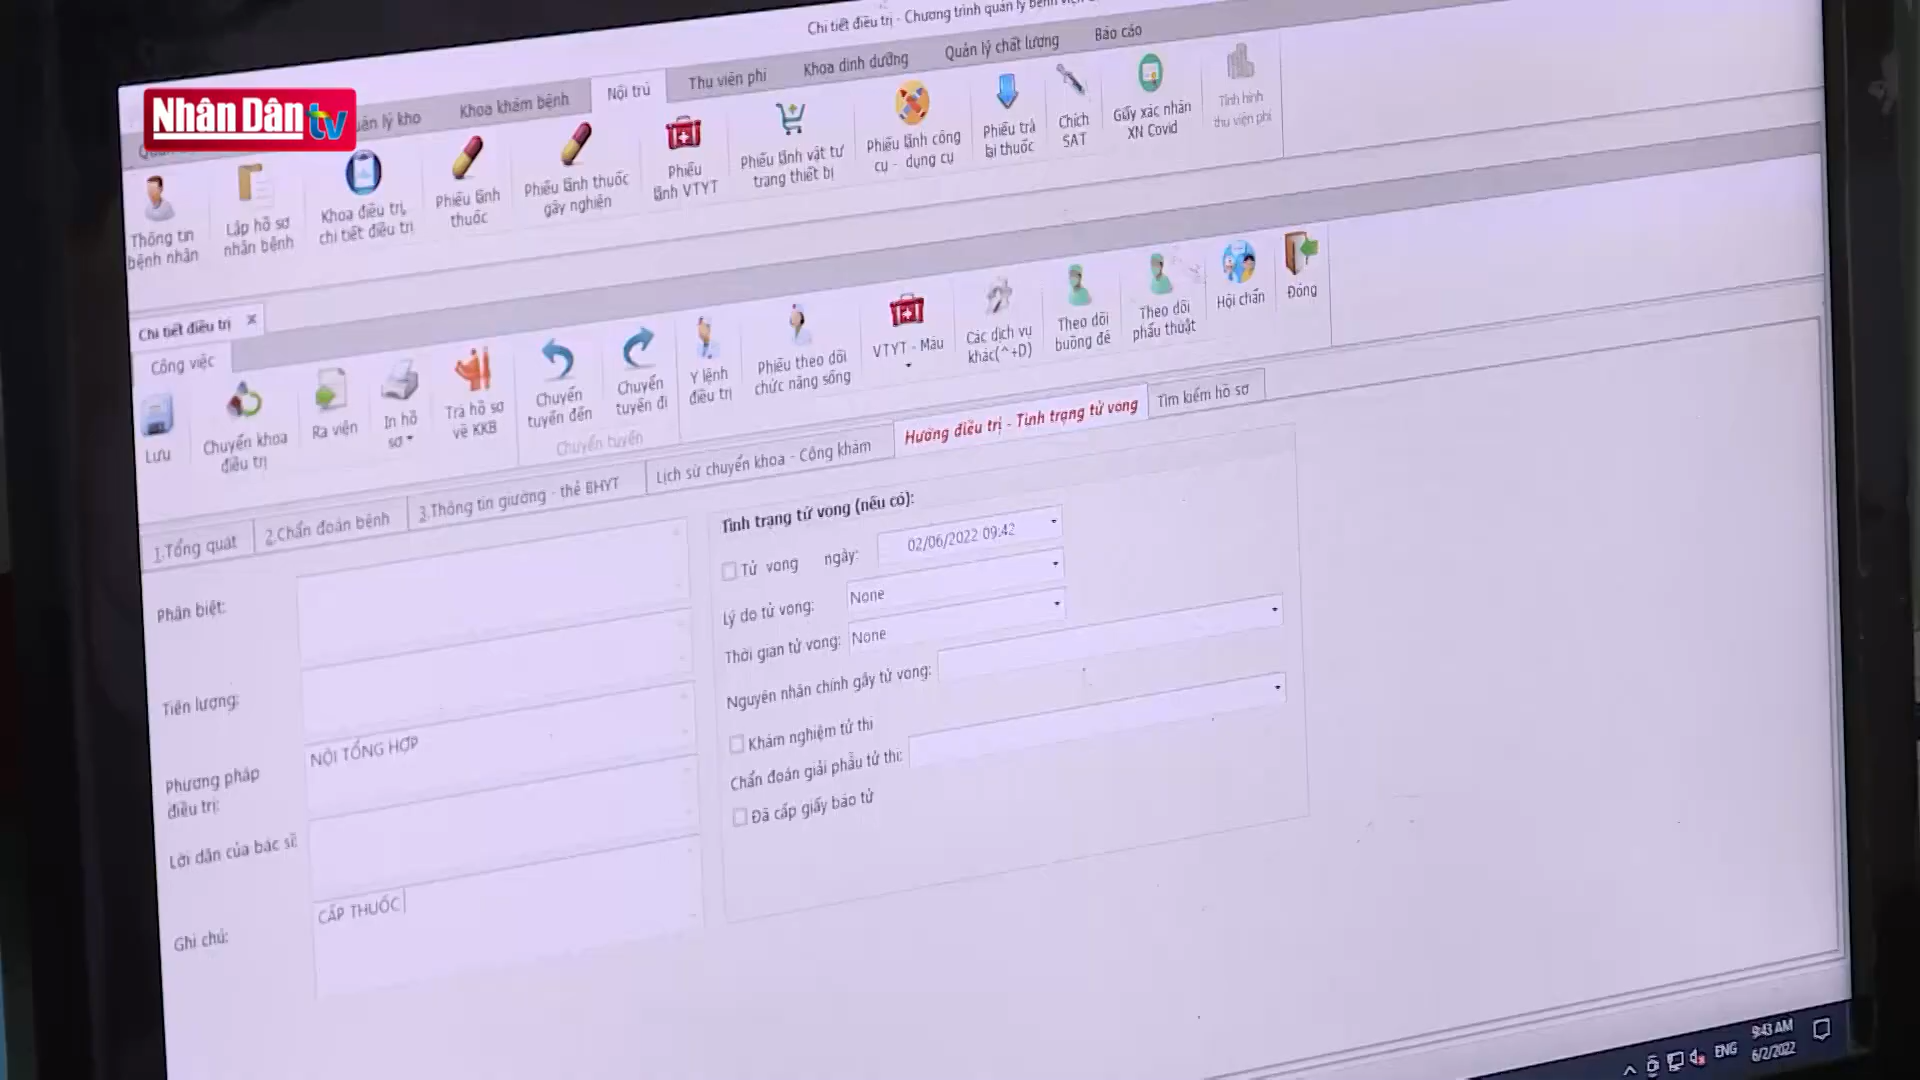 Chi tiết điều trị - Chương trình quản lý bệnh viện
Nhân Dân tv
quản lý kho
Khoa khám bệnh
Nội trú
Thu viện phí
Khoa dinh dưỡng
Quản lý chất lượng
Báo cáo
Thông tin
bệnh nhân
Lập hồ sơ
nhận bệnh
Khoa điều trị,
chi tiết điều trị
Phiếu lãnh
thuốc
Phiếu lãnh thuốc
gây nghiện
Phiếu
lãnh VTYT
Phiếu lãnh vật tư
trang thiết bị
Phiếu lãnh công
cụ - dụng cụ
Phiếu trả
lại thuốc
Chích
SAT
Giấy xác nhận
XN Covid
Tình hình
thu viện phí
Chi tiết điều trị x
Công việc
Lưu
Chuyển khoa
điều trị
Ra viện
In hồ
sơ
Trả hồ sơ
về KKB
Chuyển
tuyến đến
Chuyển
tuyến đi
Chuyển tuyến
Y lệnh
điều trị
Phiếu theo dõi
chức năng sống
VTYT - Máu
Các dịch vụ
khác(^+D)
Theo dõi
buồng đẻ
Theo dõi
phẫu thuật
Hội chẩn
Đóng
1.Tổng quát
2.Chẩn đoán bệnh
3.Thông tin giường - thẻ BHYT
Lịch sử chuyển khoa - Công khám
Hướng điều trị - Tình trạng tử vong
Tìm kiếm hồ sơ
Phân biệt:
Tiên lượng:
Phương pháp
điều trị:
NỘI TỔNG HỢP
Lời dặn của bác sĩ
Ghi chú:
CẤP THUỐC
Tình trạng tử vong (nếu có):
Tử vong ngày: 02/06/2022 09:42
Lý do tử vong: None
Thời gian tử vong: None
Nguyên nhân chính gây tử vong:
Khám nghiệm tử thi
Chẩn đoán giải phẫu tử thi:
Đã cấp giấy báo tử
ENG
9:43 AM
6/2/2022